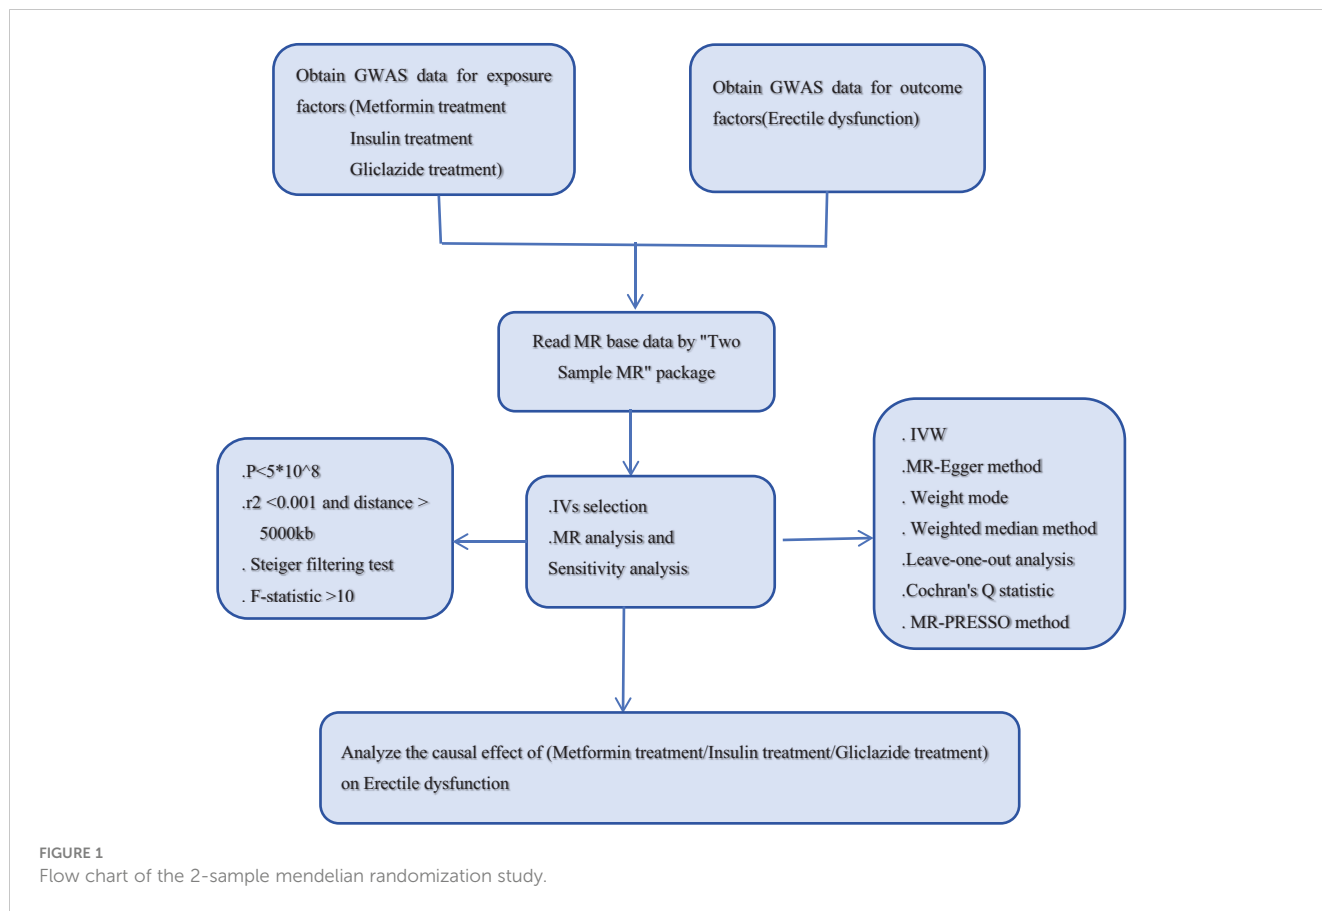 Obtain GWAS data for exposure
factors (Metformin treatment
Insulin treatment
Gliclazide treatment)
Obtain GWAS data for outcome
factors(Erectile dysfunction)
Read MR base data by "Two
Sample MR" package
.P<5*10^8
.r2 <0.001 and distance >
5000kb
. Steiger filtering test
. F-statistic >10
.IVs selection
.MR analysis and
Sensitivity analysis
. IVW
.MR-Egger method
. Weight mode
. Weighted median method
.Leave-one-out analysis
.Cochran's Q statistic
. MR-PRESSO method
Analyze the causal effect of (Metformin treatment/Insulin treatment/Gliclazide treatment)
on Erectile dysfunction
FIGURE 1
Flow chart of the 2-sample mendelian randomization study.